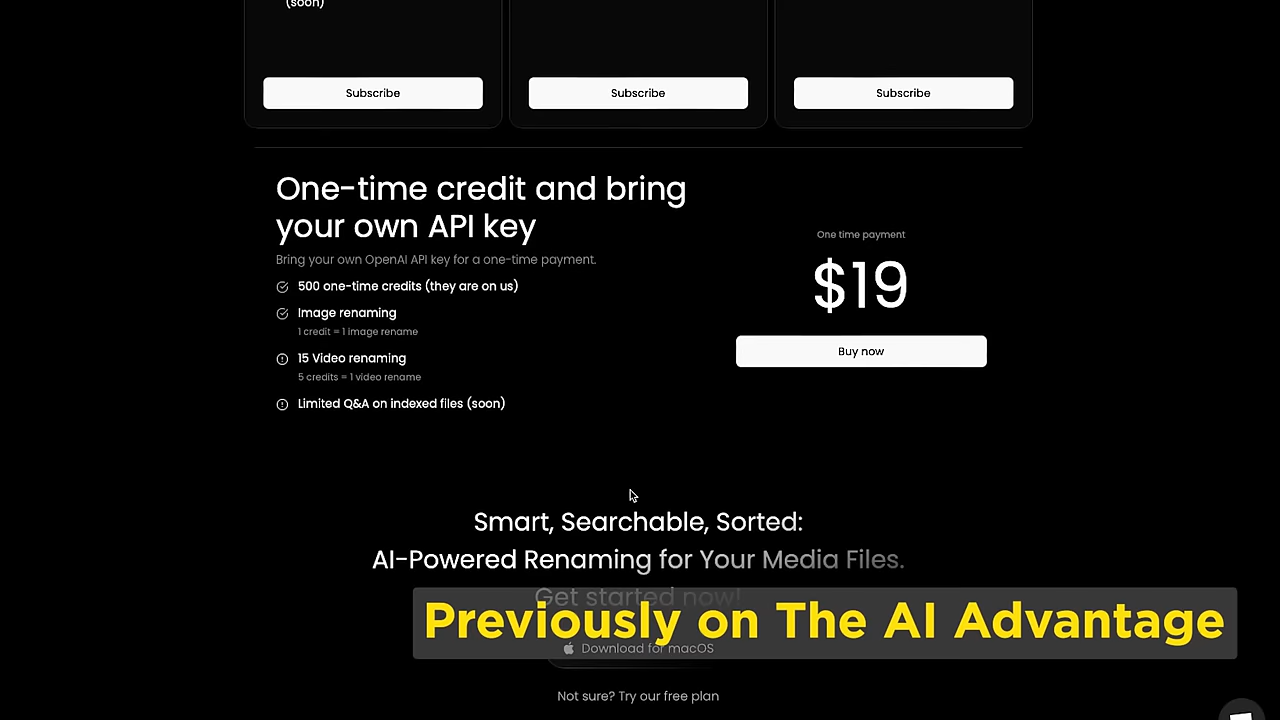 (soon)
Subscribe
Subscribe
Subscribe
One-time credit and bring
your own API key
Bring your own OpenAI API key for a one-time payment.
500 one-time credits (they are on us)
Image renaming
1 credit = 1 image rename
15 Video renaming
5 credits = 1 video rename
Limited Q&A on indexed files (soon)
One time payment
$19
Buy now
Smart, Searchable, Sorted:
AI-Powered Renaming for Your Media Files.
Get started now!
Previously on The AI Advantage
Download for macOS
Not sure? Try our free plan